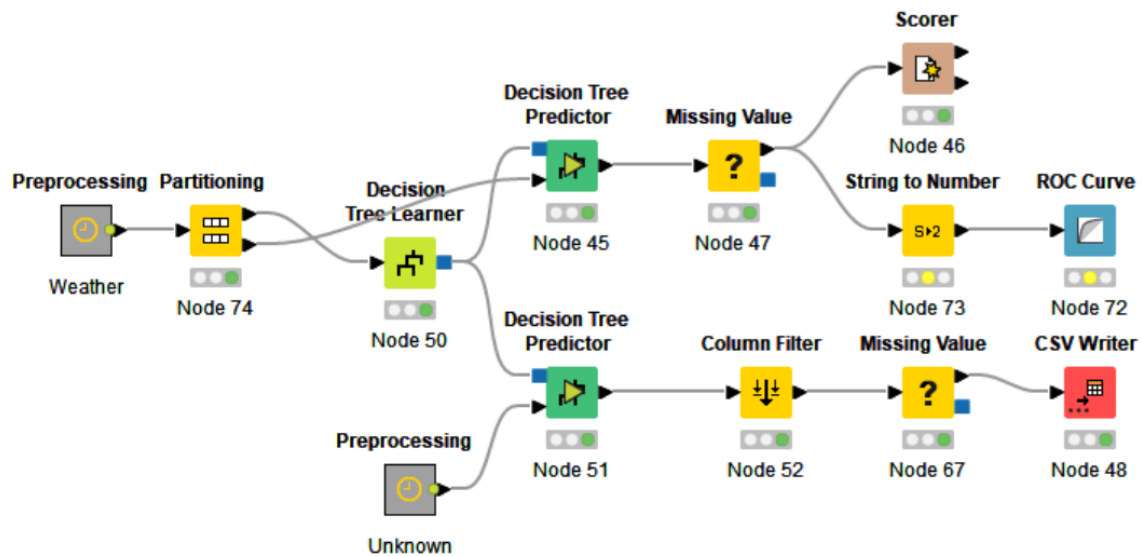 Scorer
Node 46
Decision Tree
Predictor
Node 45
Missing Value
?
Node 47
Preprocessing
Weather
Partitioning
Node 74
Decision
Tree Learner
Node 50
String to Number
S▸2
Node 73
ROC Curve
Node 72
Decision Tree
Predictor
Node 51
Column Filter
Node 52
Missing Value
?
Node 67
CSV Writer
Node 48
Preprocessing
Unknown